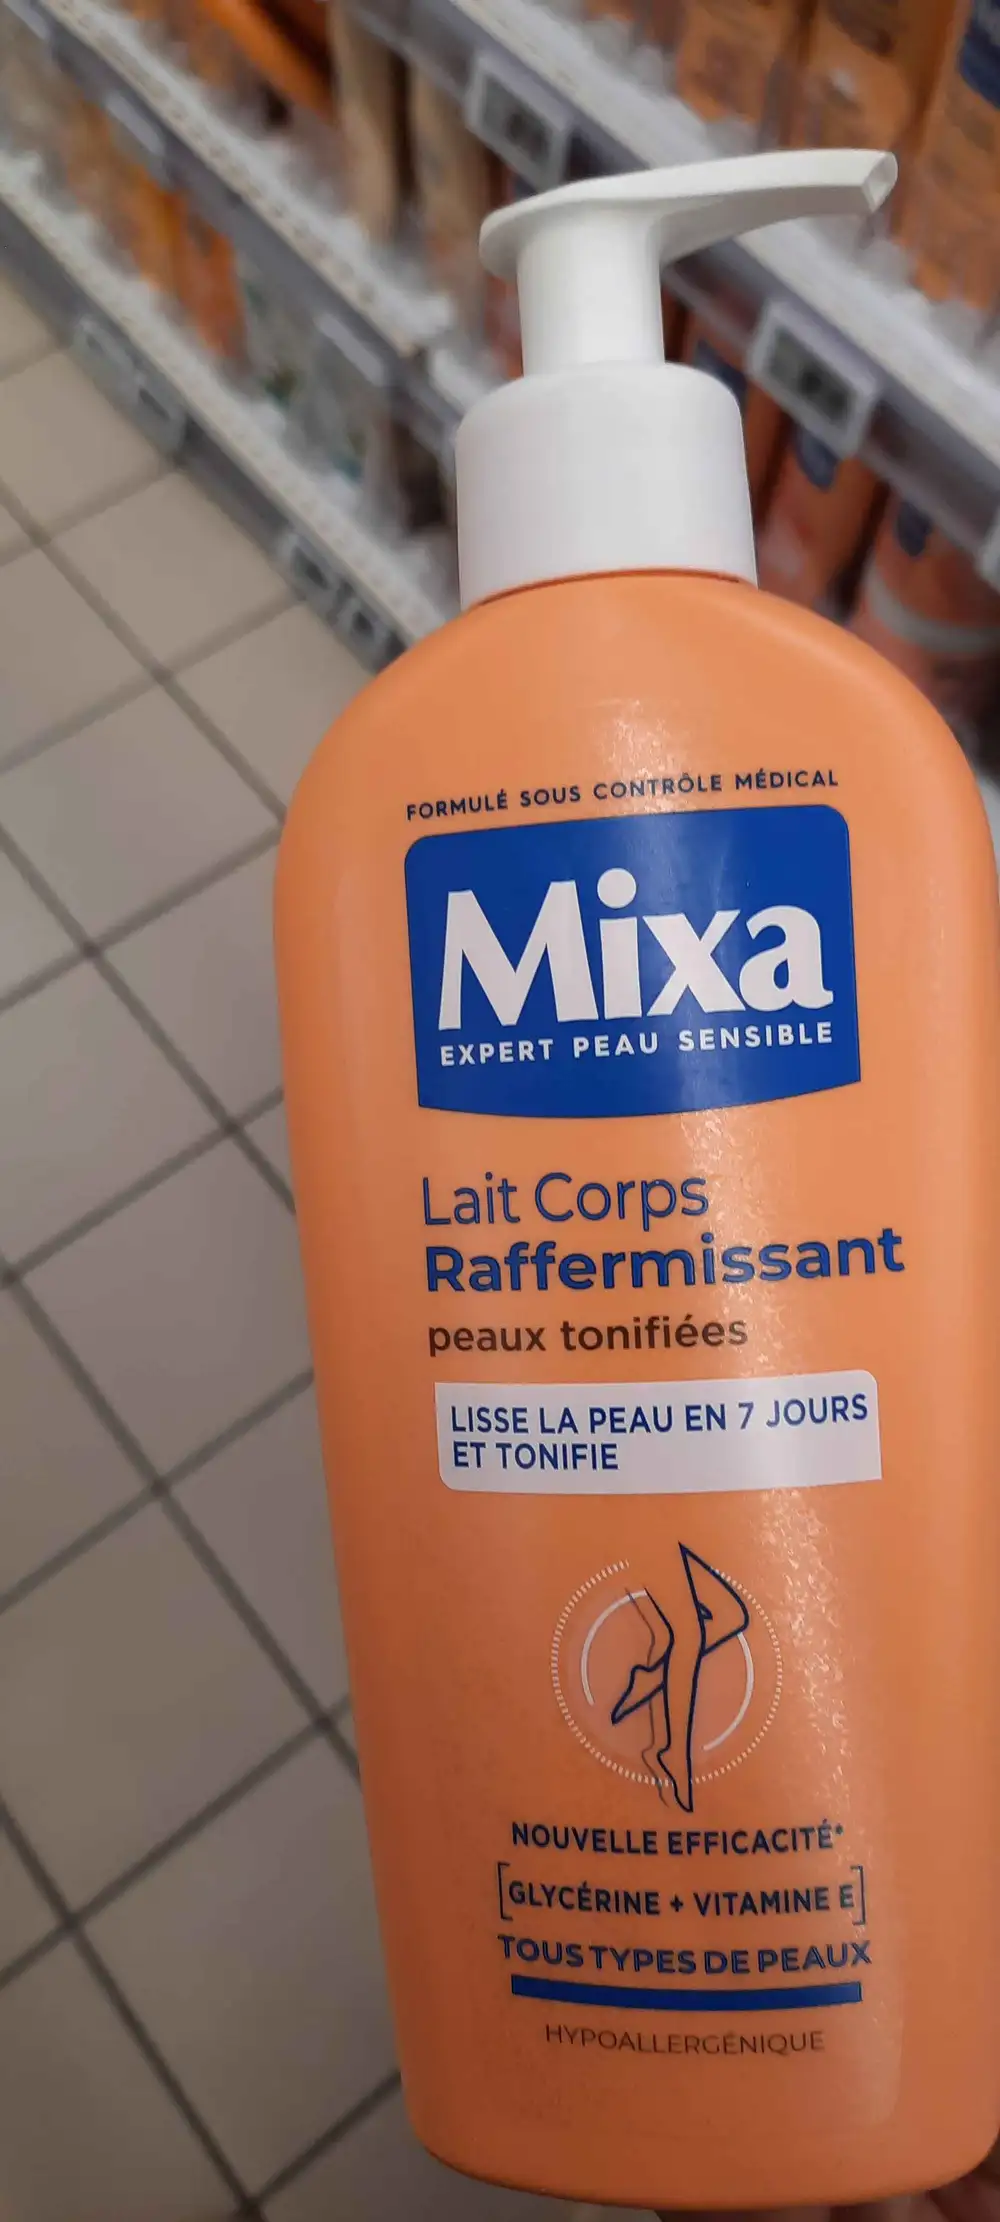 FORMULÉ SOUS CONTRÔLE MÉDICAL
Mixa
EXPERT PEAU SENSIBLE
Lait Corps
Raffermissant
peaux tonifiées
LISSE LA PEAU EN 7 JOURS
ET TONIFIE
NOUVELLE EFFICACITÉ*
[GLYCÉRINE + VITAMINE E]
TOUS TYPES DE PEAUX
HYPOALLERGÉNIQUE